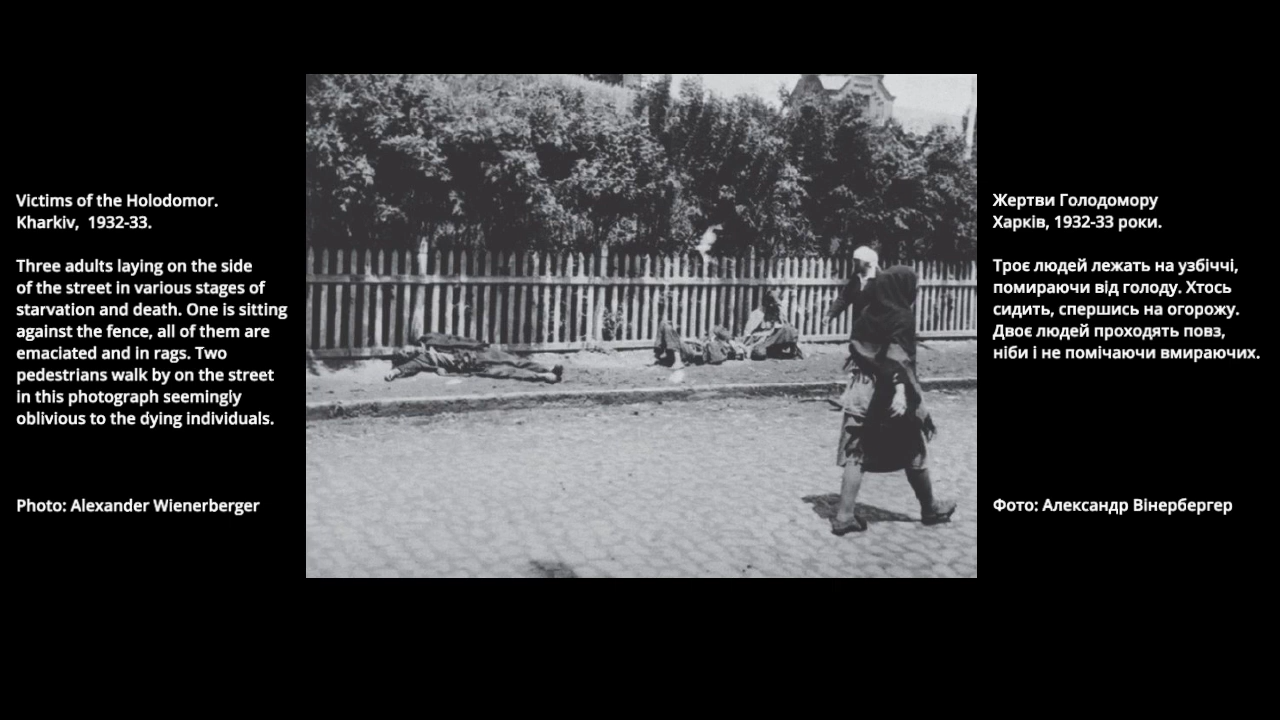 Victims of the Holodomor.
Kharkiv, 1932-33.
Three adults laying on the side
of the street in various stages of
starvation and death. One is sitting
against the fence, all of them are
emaciated and in rags. Two
pedestrians walk by on the street
in this photograph seemingly
oblivious to the dying individuals.
Photo: Alexander Wienerberger
Жертви Голодомору
Харків, 1932-33 роки.
Троє людей лежать на узбіччі,
помираючи від голоду. Хтось
сидить, спершись на огорожу.
Двоє людей проходять повз,
ніби і не помічаючи вмираючих.
Фото: Александр Вінербергер